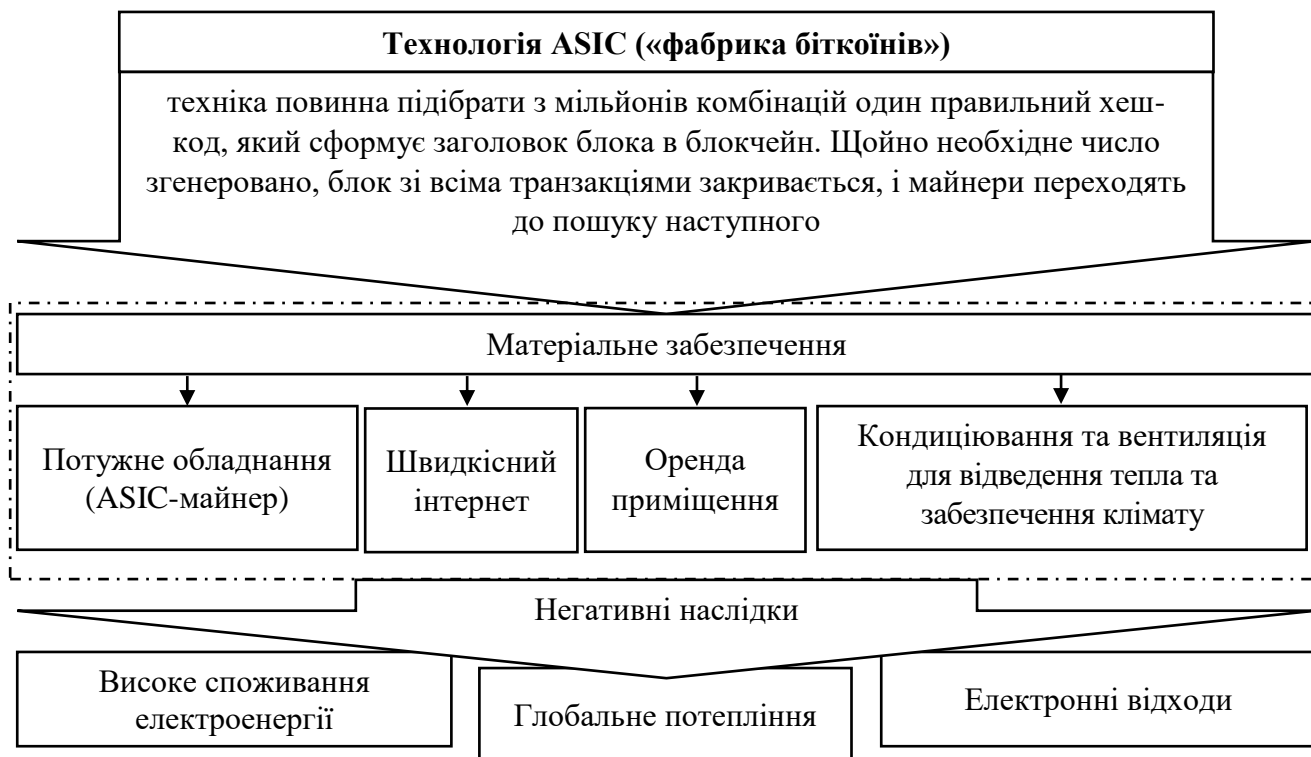 Технологія ASIC («фабрика біткоїнів»)
техніка повинна підібрати з мільйонів комбінацій один правильний хеш-
код, який сформує заголовок блока в блокчейн. Щойно необхідне число
згенеровано, блок зі всіма транзакціями закривається, і майнери переходять
до пошуку наступного
Матеріальне забезпечення
Потужне обладнання
(ASIC-майнер)
Швидкісний
інтернет
Оренда
приміщення
Кондиціювання та вентиляція
для відведення тепла та
забезпечення клімату
Негативні наслідки
Високе споживання
електроенергії
Глобальне потепління
Електронні відходи